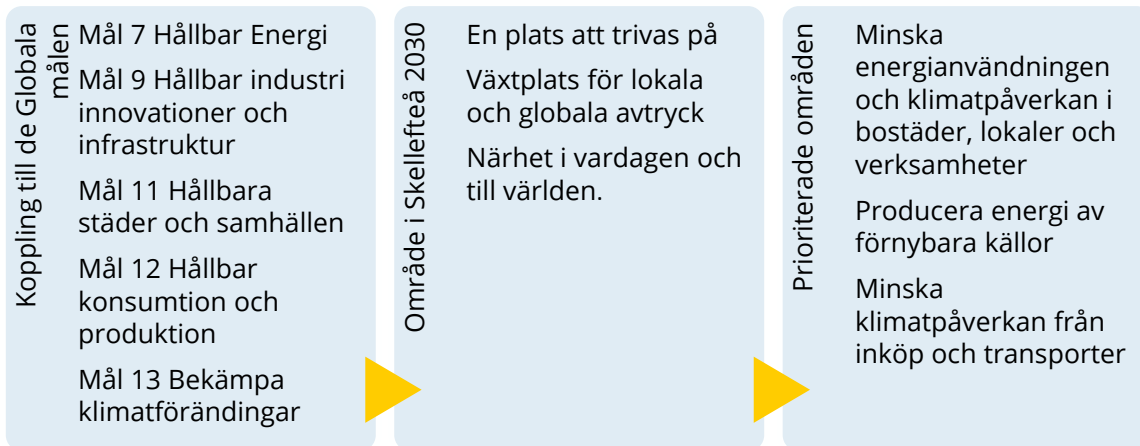 Koppling till de Globala
målen
Mål 7 Hållbar Energi
Mål 9 Hållbar industri
innovationer och
infrastruktur
Mål 11 Hållbara
städer och samhällen
Mål 12 Hållbar
konsumtion och
produktion
Mål 13 Bekämpa
klimatförändingar
Område i Skellefteå 2030
En plats att trivas på
Växtplats för lokala
och globala avtryck
Närhet i vardagen och
till världen.
Prioriterade områden
Minska
energianvändningen
och klimatpåverkan i
bostäder, lokaler och
verksamheter
Producera energi av
förnybara källor
Minska
klimatpåverkan från
inköp och transporter